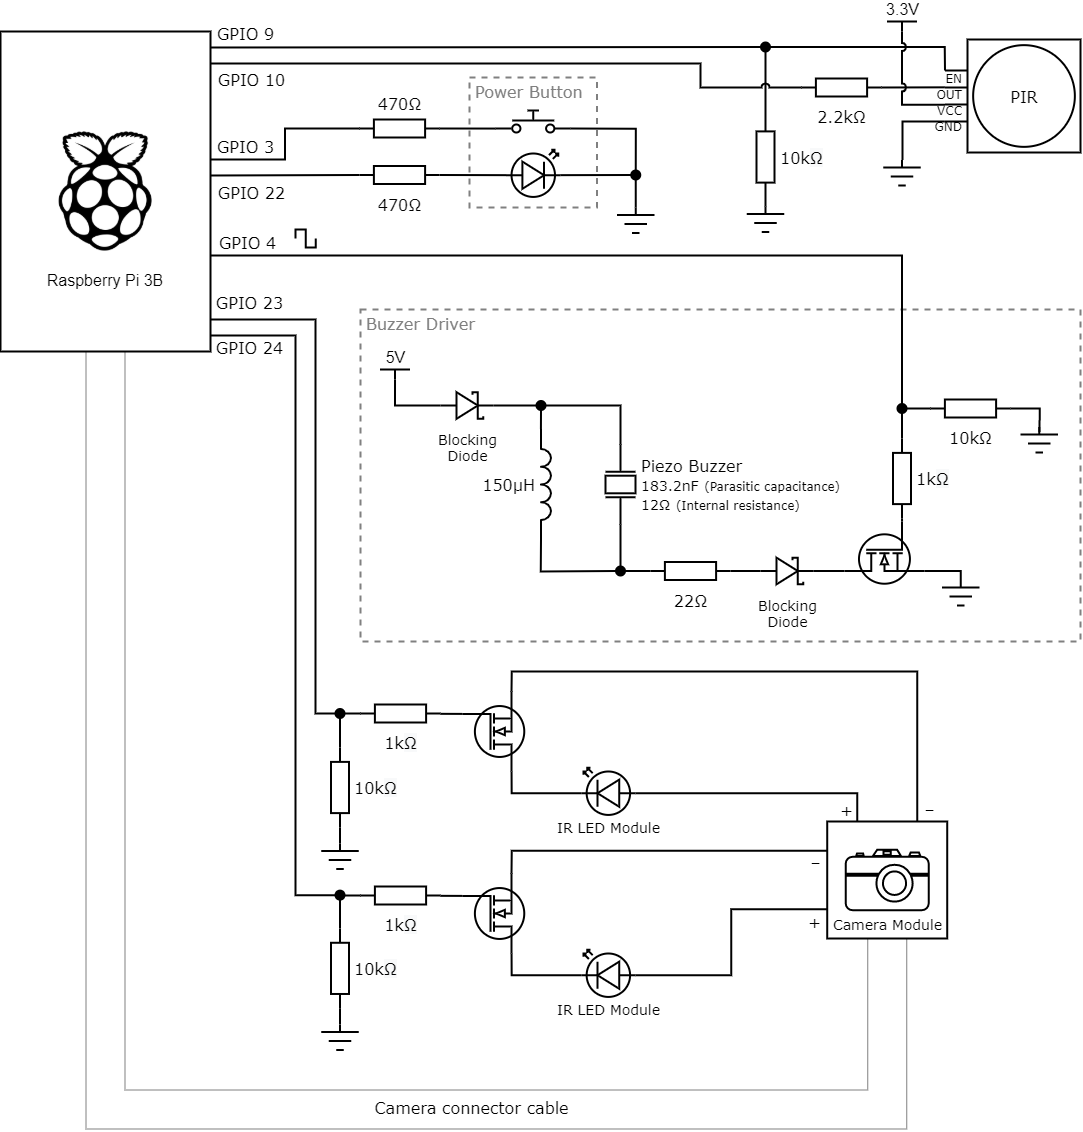 3.3V
GPIO 9
GPIO 10
EN
OUT
VCC
GND
PIR
2.2kΩ
Power Button
470Ω
GPIO 3
10kΩ
GPIO 22
470Ω
GPIO 4
Raspberry Pi 3B
GPIO 23
GPIO 24
Buzzer Driver
5V
Blocking
Diode
10kΩ
150µH
Piezo Buzzer
183.2nF (Parasitic capacitance)
12Ω (Internal resistance)
1kΩ
22Ω
Blocking
Diode
1kΩ
10kΩ
IR LED Module
+
−
−
+
Camera Module
1kΩ
10kΩ
IR LED Module
Camera connector cable